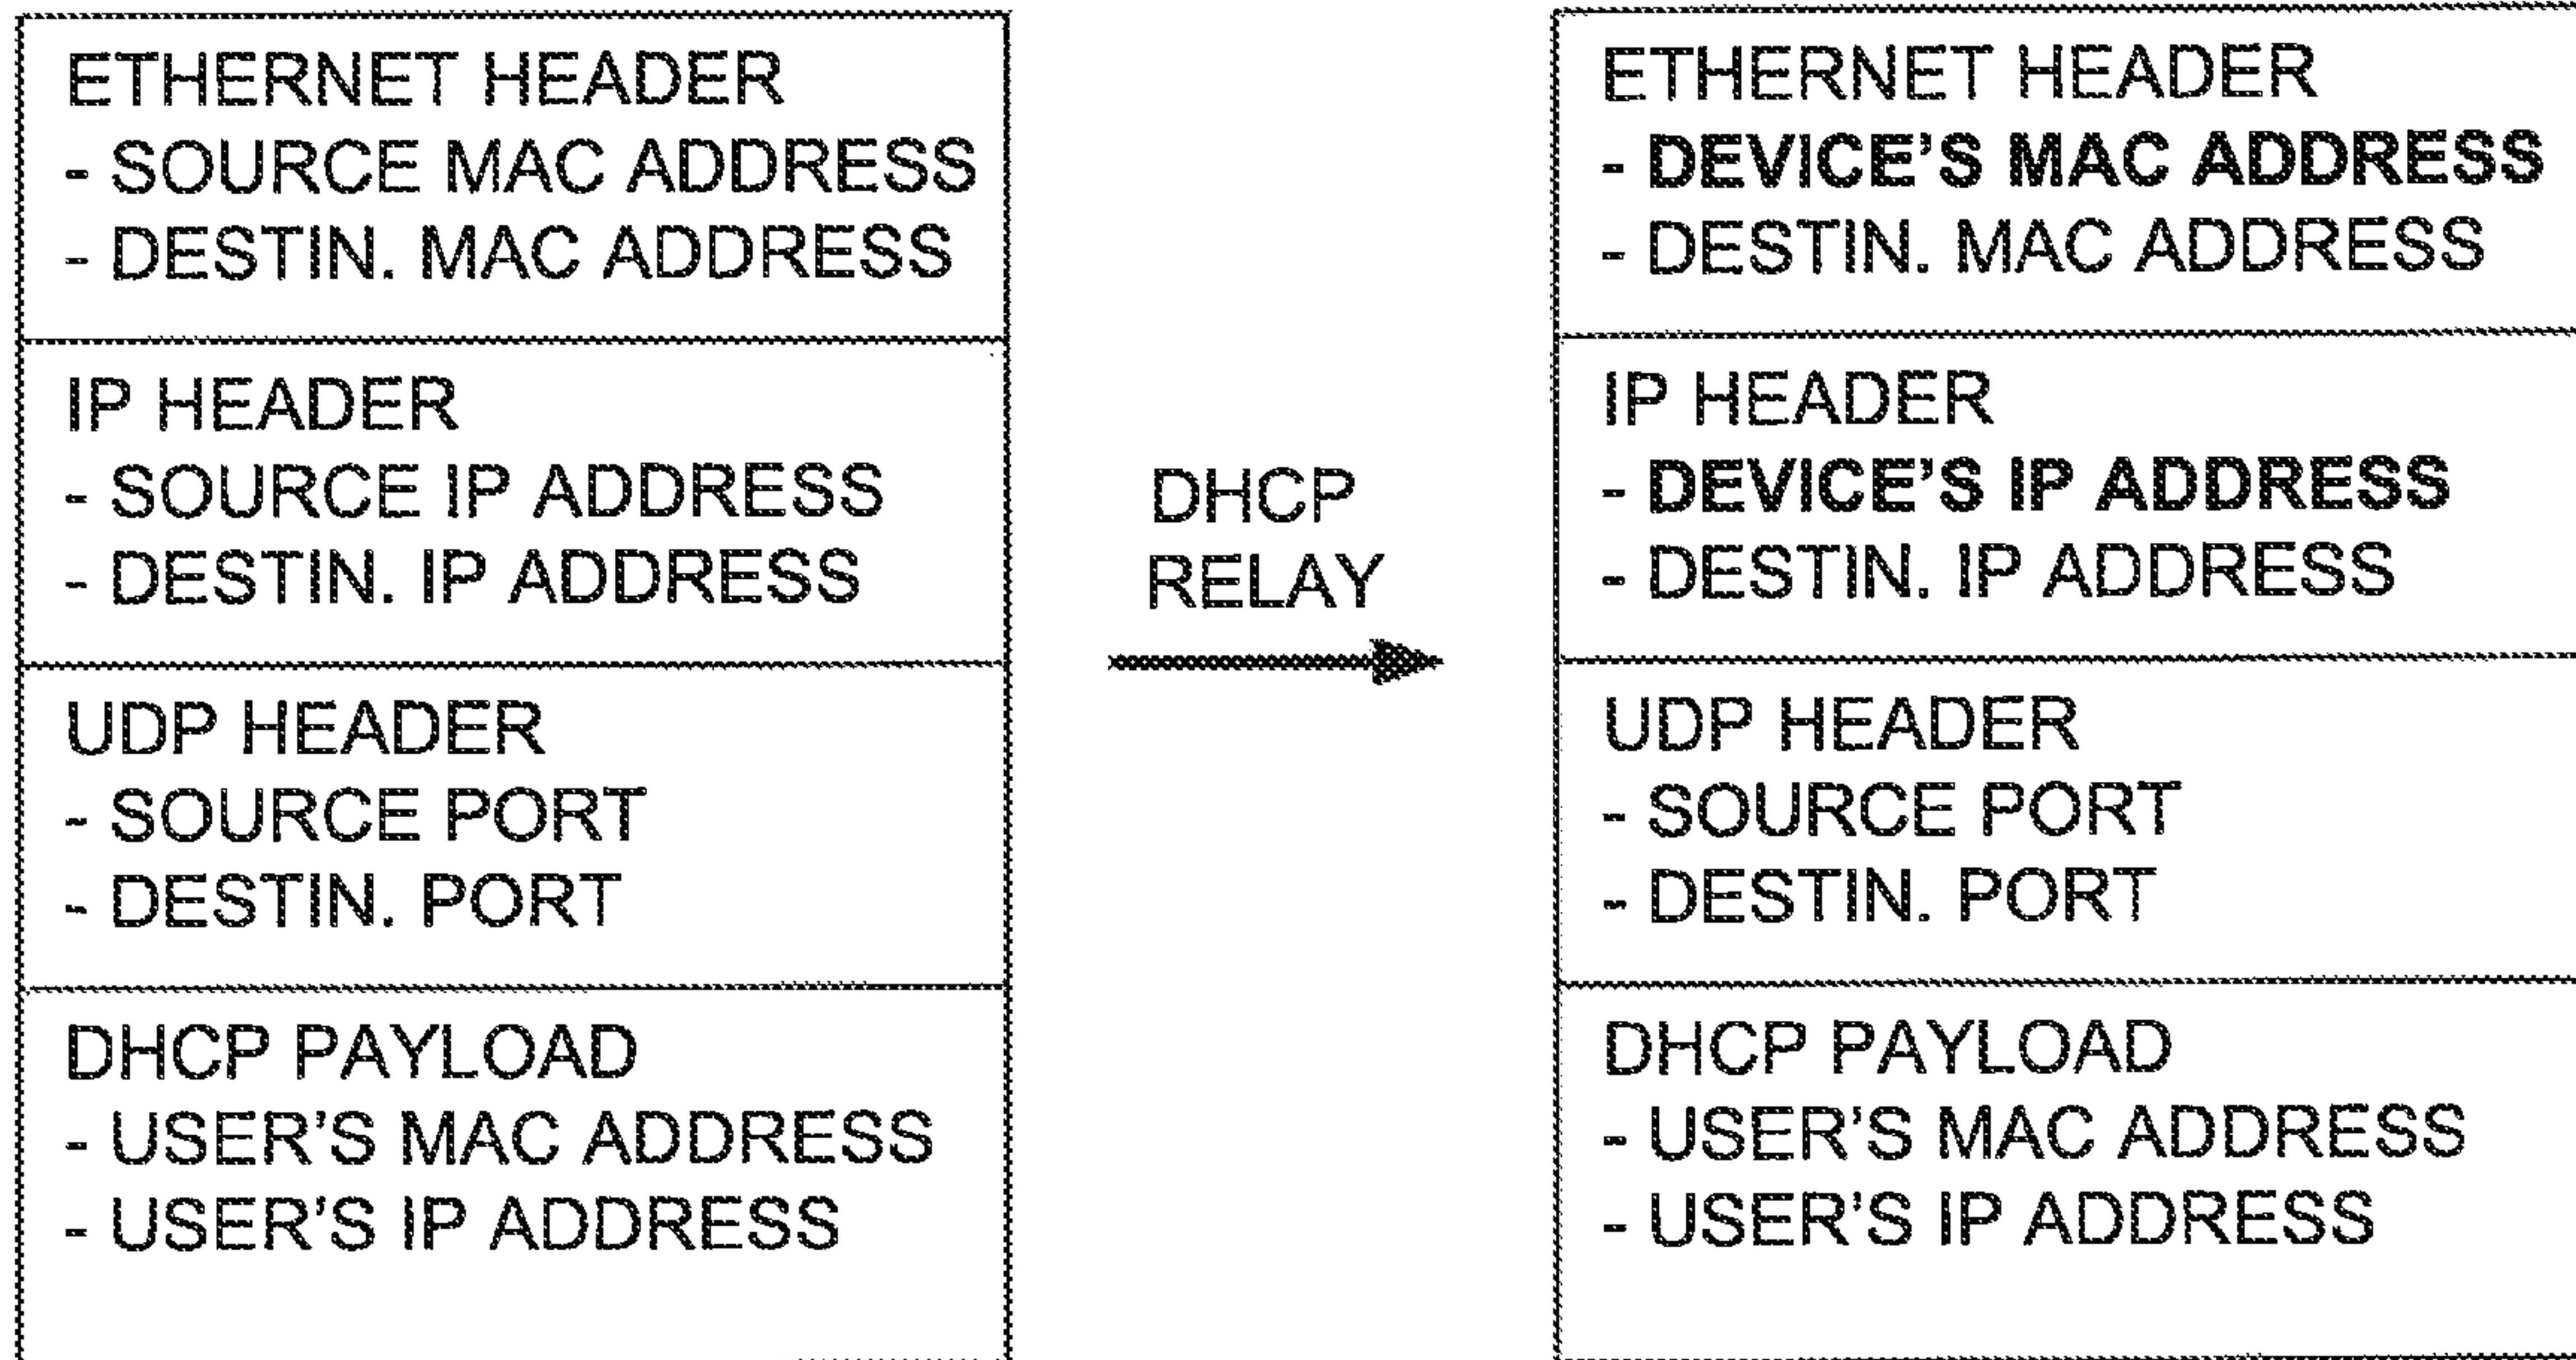 ETHERNET HEADER
- SOURCE MAC ADDRESS
- DESTIN. MAC ADDRESS
IP HEADER
- SOURCE IP ADDRESS
- DESTIN. IP ADDRESS
UDP HEADER
- SOURCE PORT
- DESTIN. PORT
DHCP PAYLOAD
- USER'S MAC ADDRESS
- USER'S IP ADDRESS
DHCP
RELAY
ETHERNET HEADER
- DEVICE'S MAC ADDRESS
- DESTIN. MAC ADDRESS
IP HEADER
- DEVICE'S IP ADDRESS
- DESTIN. IP ADDRESS
UDP HEADER
- SOURCE PORT
- DESTIN. PORT
DHCP PAYLOAD
- USER'S MAC ADDRESS
- USER'S IP ADDRESS